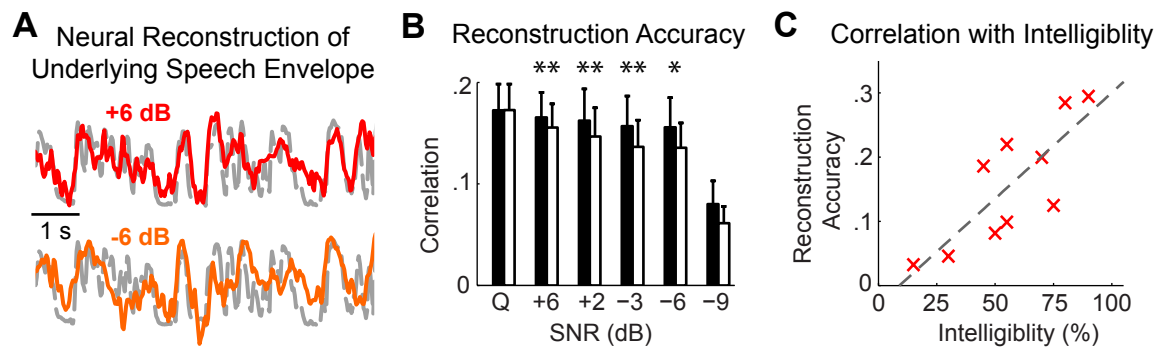 A
Neural Reconstruction of
Underlying Speech Envelope
+6 dB
1 s
-6 dB
B
Reconstruction Accuracy
** ** ** *
Correlation
.2
.1
0
Q +6 +2 −3 −6 −9
SNR (dB)
C
Correlation with Intelligiblity
Reconstruction
Accuracy
.3
.2
.1
0
0 25 50 75 100
Intelligiblity (%)